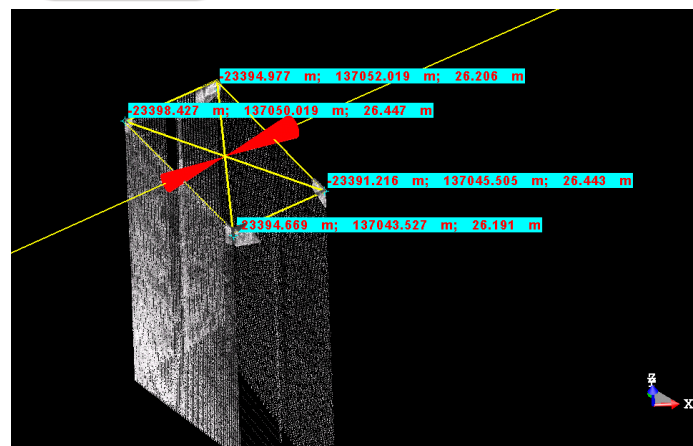 -23394.977 m; 137052.019 m; 26.206 m
-23398.427 m; 137050.019 m; 26.447 m
-23391.216 m; 137045.505 m; 26.443 m
-23394.669 m; 137043.527 m; 26.191 m
Z
X